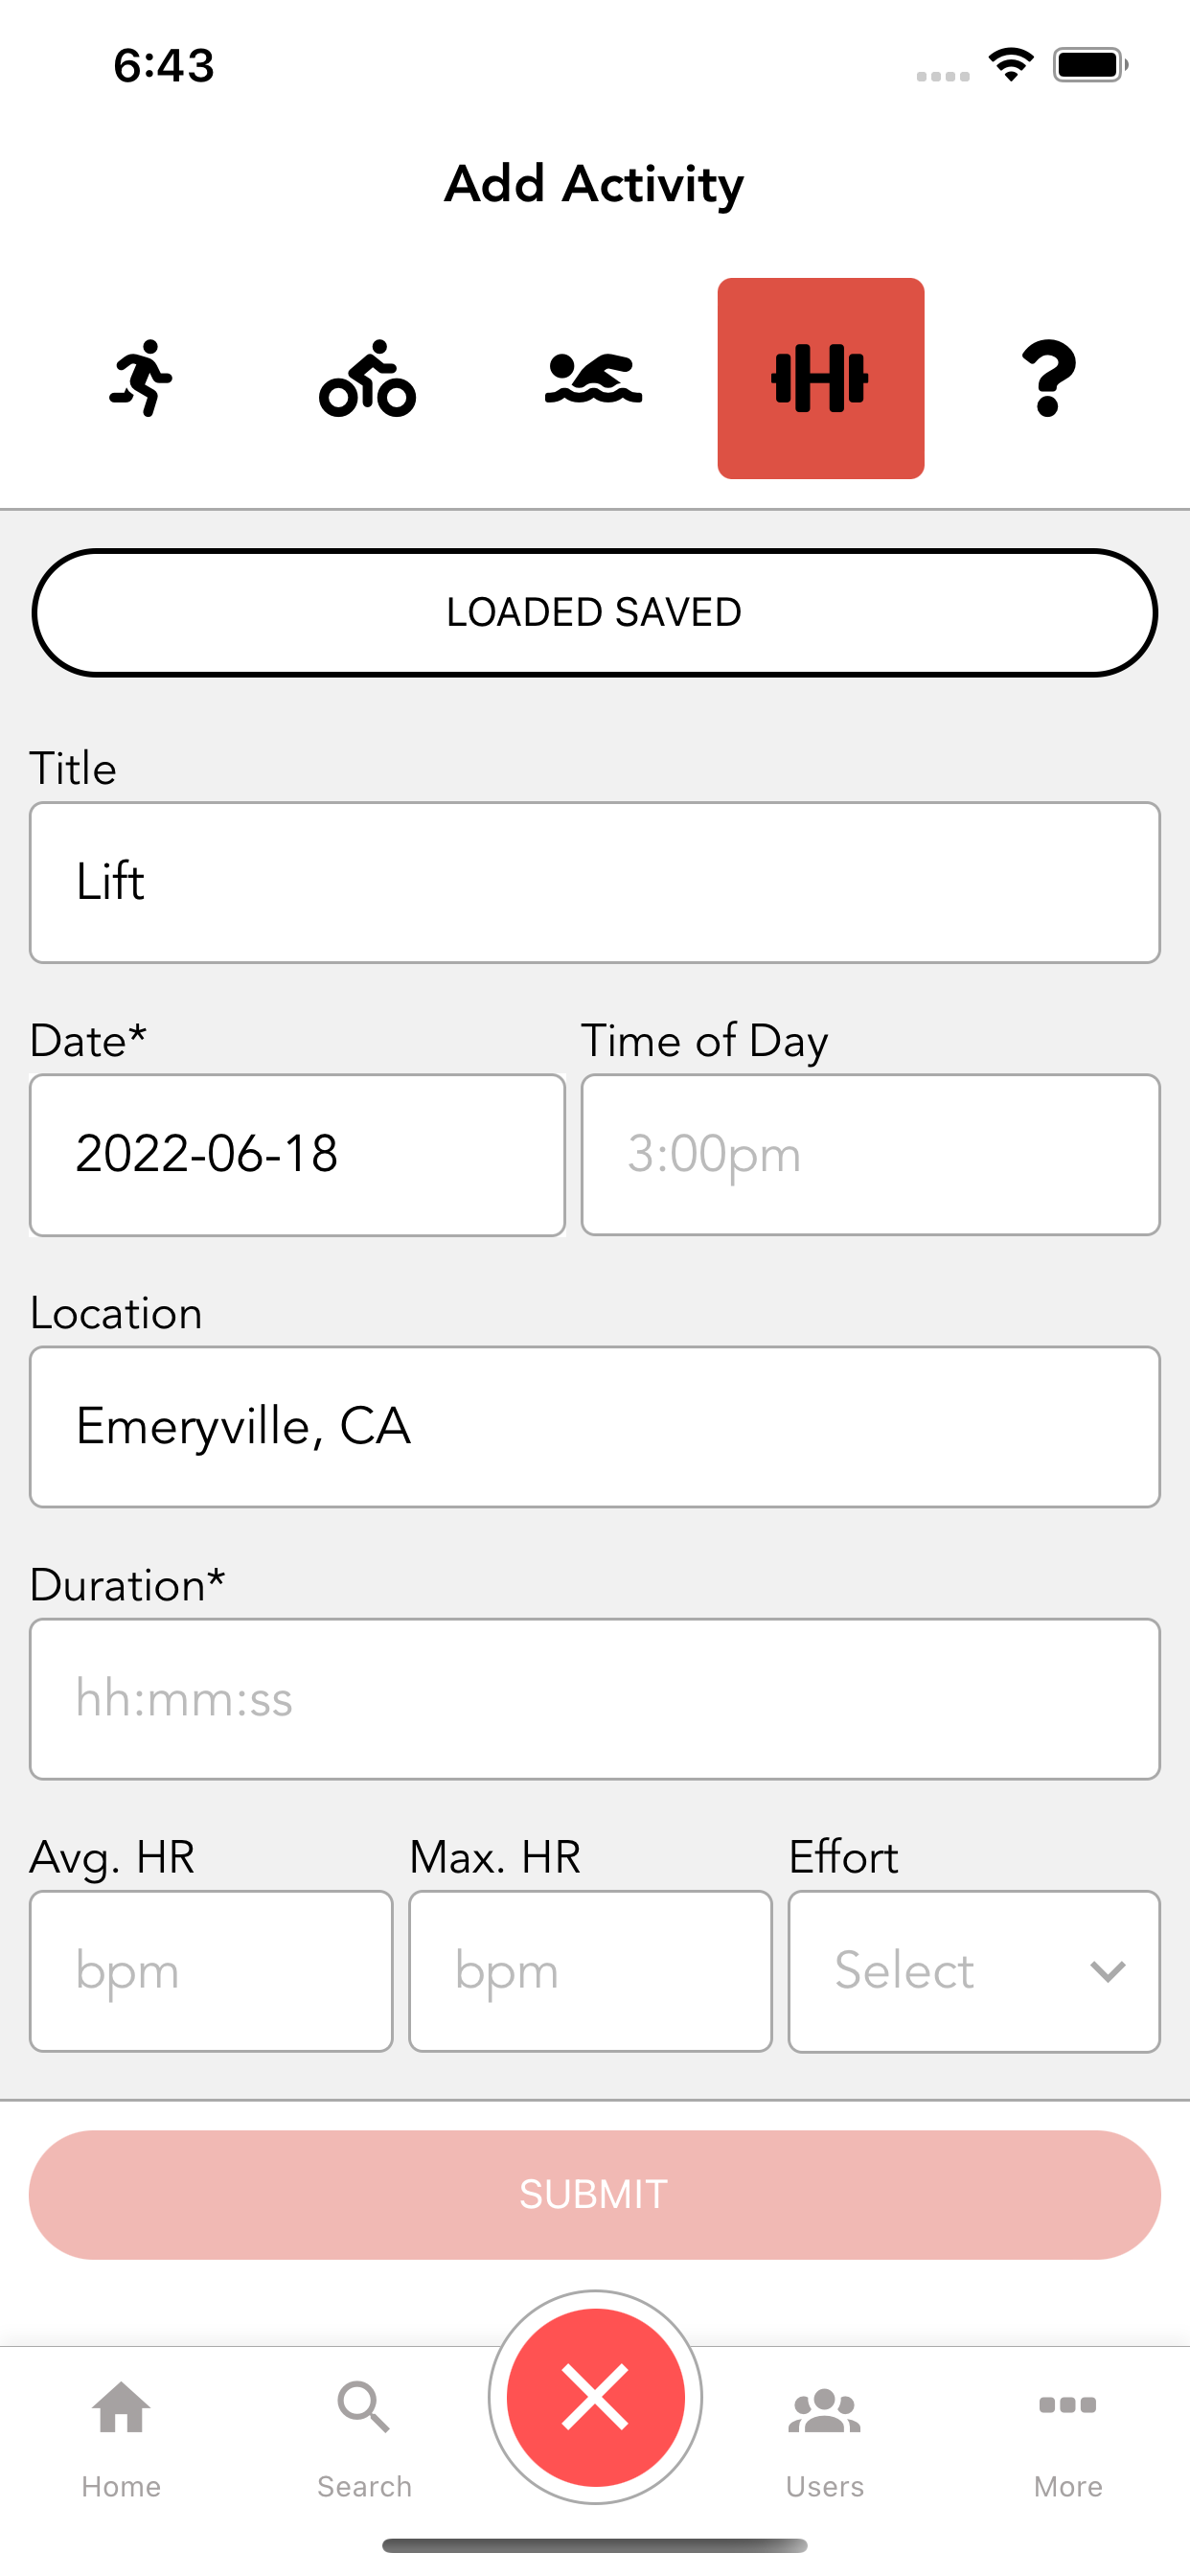 6:43
Add Activity
LOADED SAVED
Title
Lift
Date* Time of Day
2022-06-18 3:00pm
Location
Emeryville, CA
Duration*
hh:mm:ss
Avg. HR Max. HR Effort
bpm bpm Select
SUBMIT
Home Search Users More